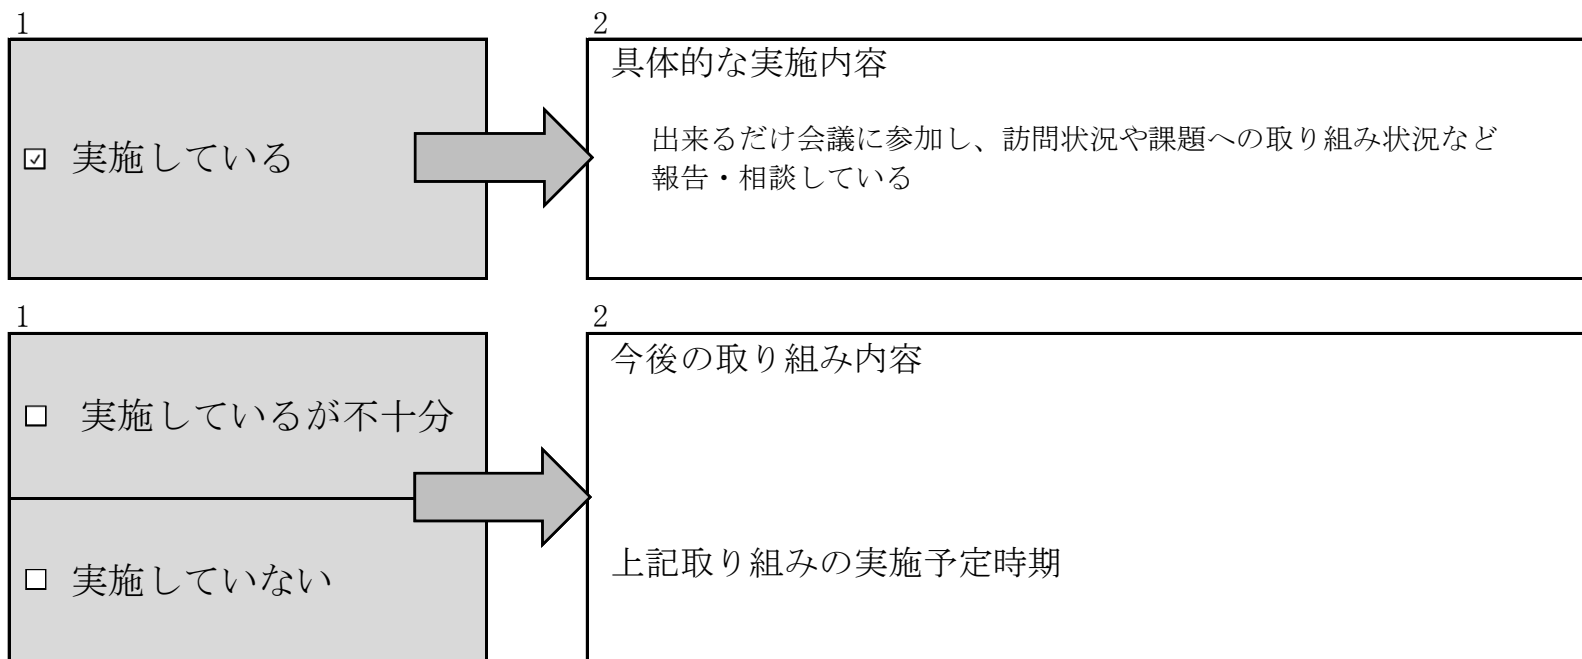 1
2
☑ 実施している
具体的な実施内容
出来るだけ会議に参加し、訪問状況や課題への取り組み状況など
報告・相談している
1
2
☐ 実施しているが不十分
☐ 実施していない
今後の取り組み内容
上記取り組みの実施予定時期